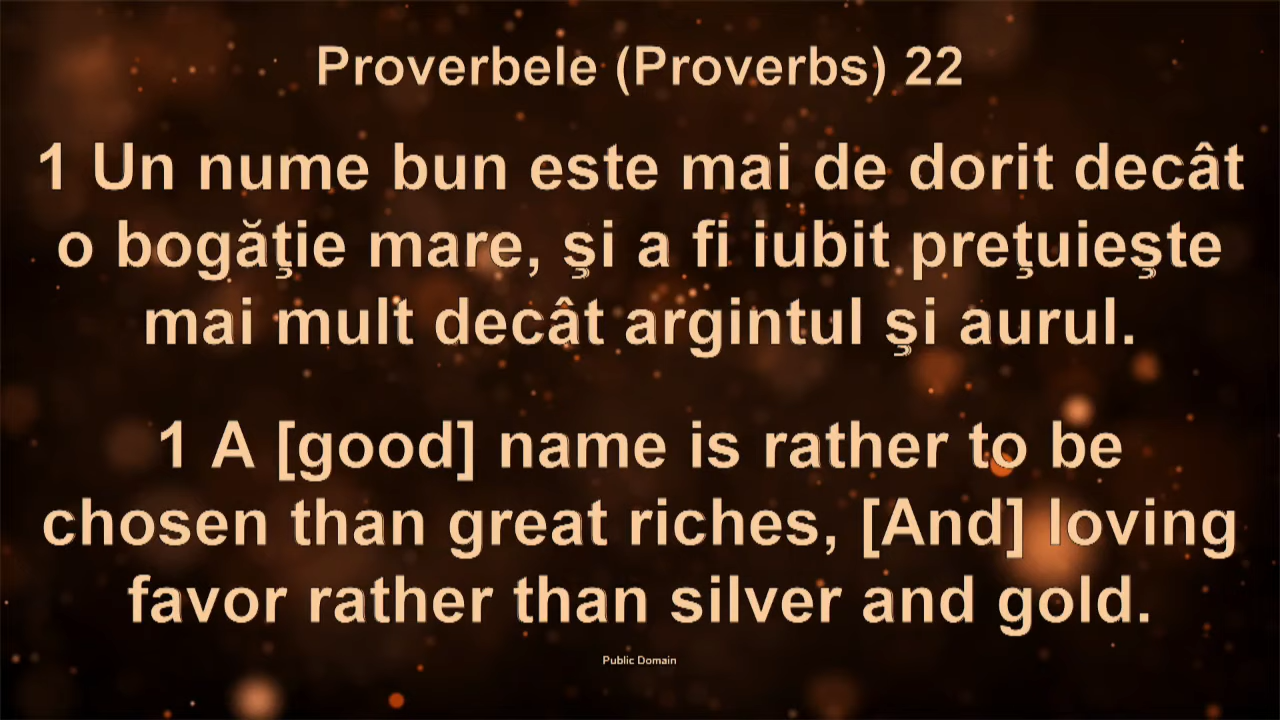 Proverbele (Proverbs) 22
1 Un nume bun este mai de dorit decât
o bogăţie mare, şi a fi iubit preţuieşte
mai mult decât argintul şi aurul.
1 A [good] name is rather to be
chosen than great riches, [And] loving
favor rather than silver and gold.
Public Domain